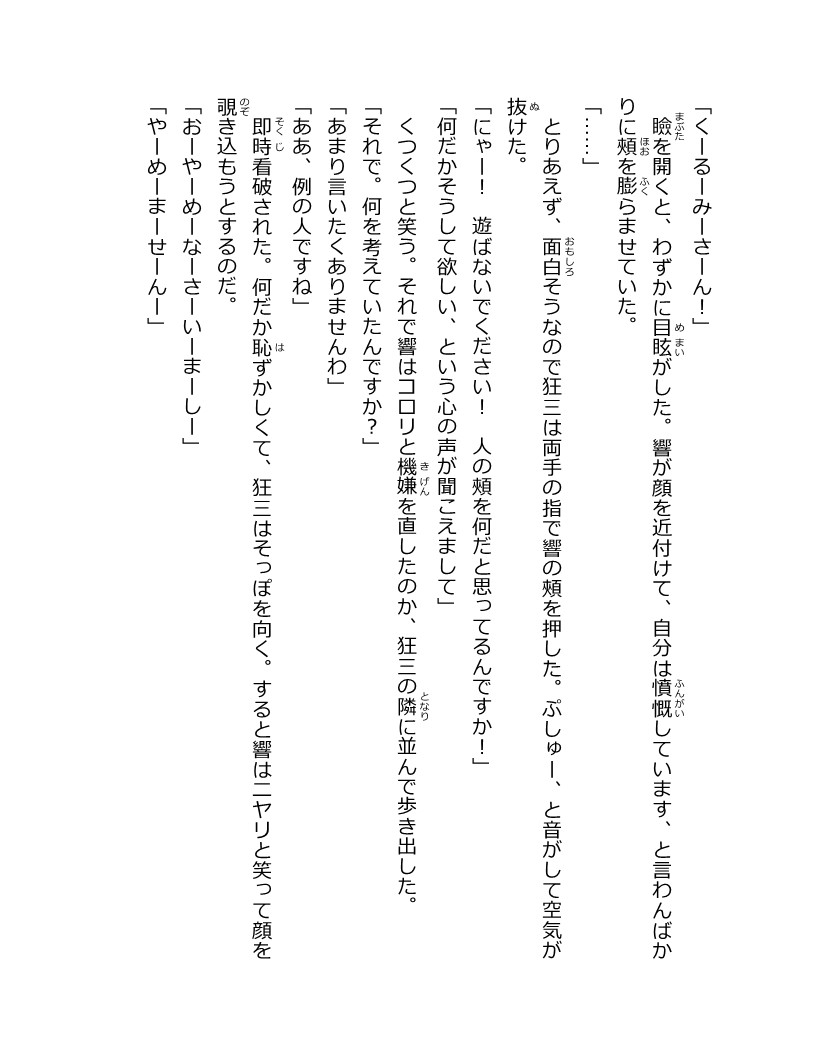 「くーるーみーさーん！」
　瞼を開くと、わずかに目眩がした。響が顔を近付けて、自分は憤慨しています、と言わんばか
りに頰を膨らませていた。
「……」
　とりあえず、面白そうなので狂三は両手の指で響の頰を押した。ぷしゅー、と音がして空気が
抜けた。
「にゃー！　遊ばないでください！　人の頰を何だと思ってるんですか！」
「何だかそうして欲しい、という心の声が聞こえまして」
　くつくつと笑う。それで響はコロリと機嫌を直したのか、狂三の隣に並んで歩き出した。
「それで。何を考えていたんですか？」
「あまり言いたくありませんわ」
「ああ、例の人ですね」
　即時看破された。何だか恥ずかしくて、狂三はそっぽを向く。すると響はニヤリと笑って顔を
覗き込もうとするのだ。
「おーやーめーなーさーいーまーしー」
「やーめーまーせーんー」